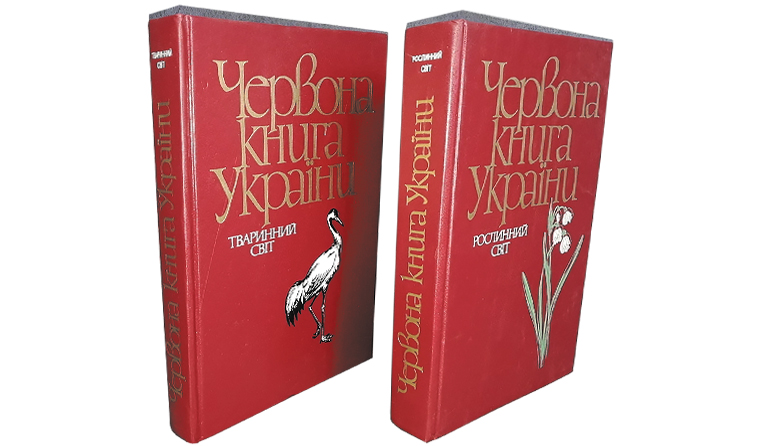 ТВАРИННИЙ
СВІТ
Червона книга України
Червона
книга
України
ТВАРИННИЙ
СВІТ
РОСЛИННИЙ
СВІТ
Червона книга України
Червона
книга
України
РОСЛИННИЙ
СВІТ